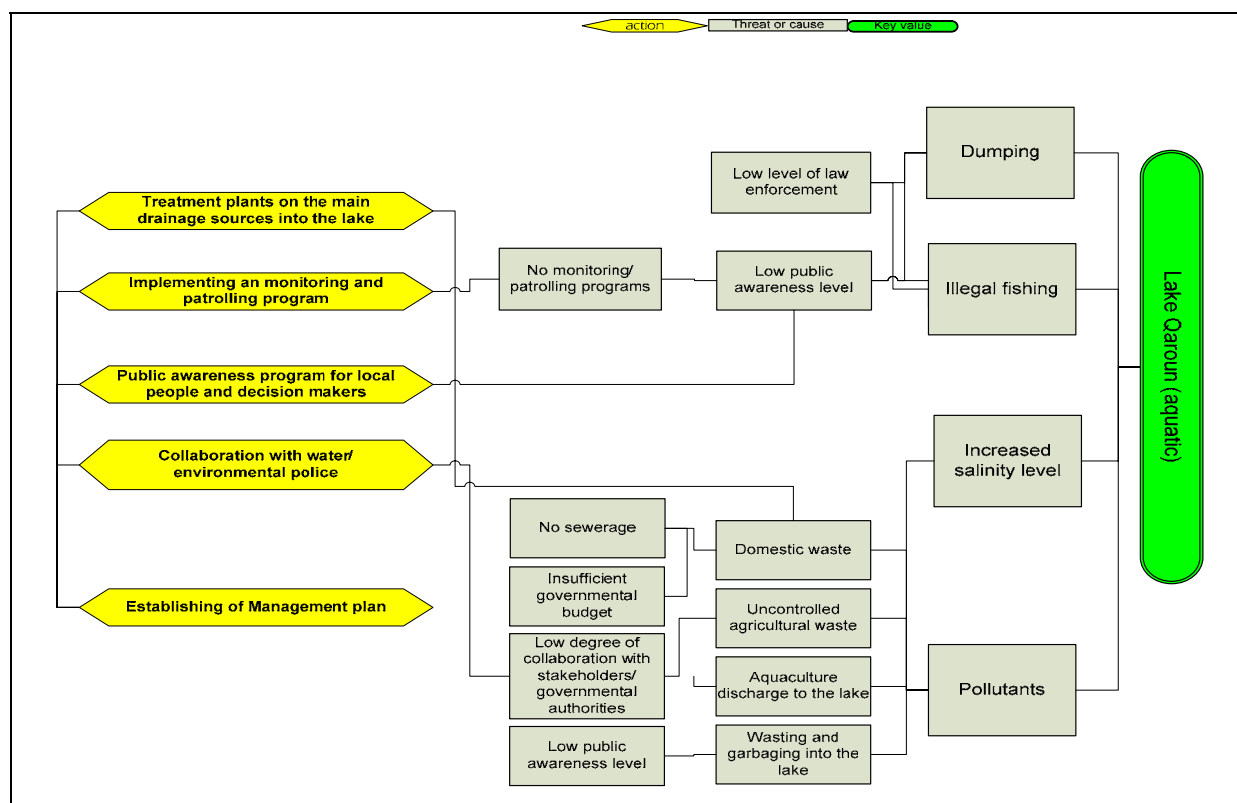 action
Threat or cause
Key value
Treatment plants on the main
drainage sources into the lake
Implementing an monitoring and
patrolling program
Public awareness program for local
people and decision makers
Collaboration with water/
environmental police
Establishing of Management plan
No monitoring/
patrolling programs
No sewerage
Insufficient
governmental
budget
Low degree of
collaboration with
stakeholders/
governmental
authorities
Low public
awareness level
Low level of law
enforcement
Low public
awareness level
Domestic waste
Uncontrolled
agricultural waste
Aquaculture
discharge to the lake
Wasting and
garbaging into the
lake
Dumping
Illegal fishing
Increased
salinity level
Pollutants
Lake Qaroun (aquatic)